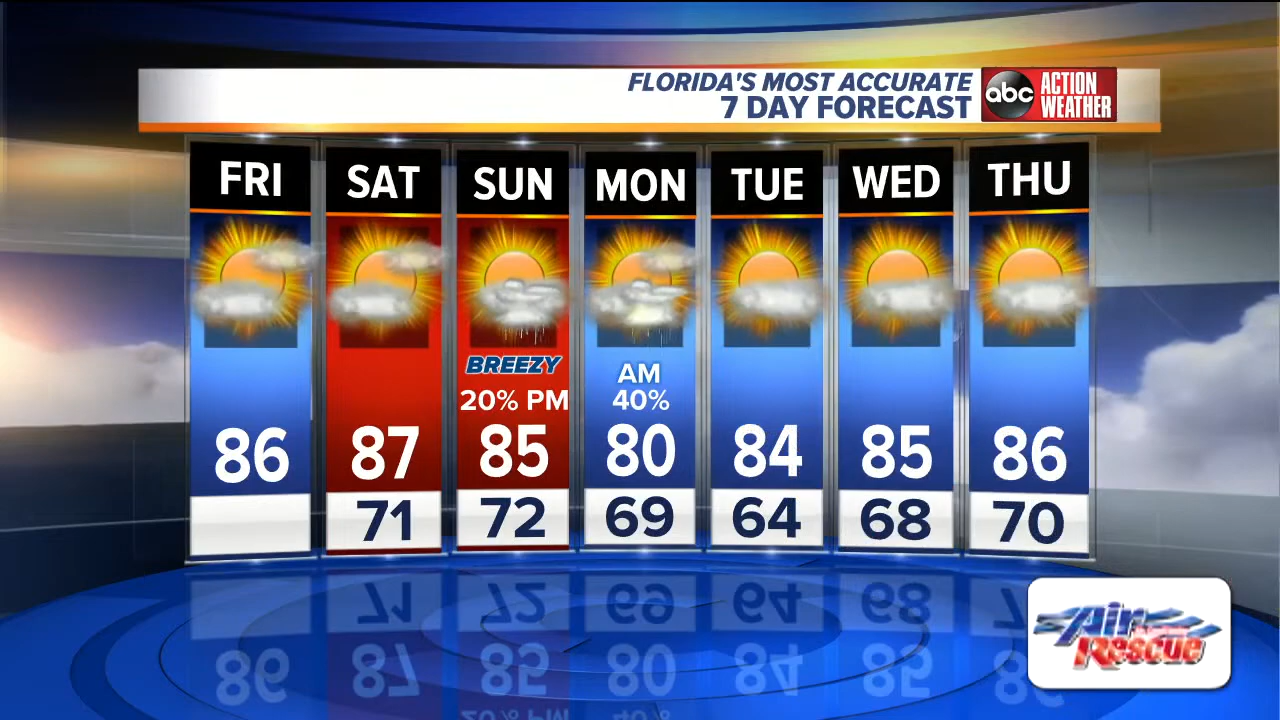 FLORIDA'S MOST ACCURATE
7 DAY FORECAST
abc
ACTION
WEATHER
FRI SAT SUN MON TUE WED THU
BREEZY
AM
20% PM 40%
86 87 85 80 84 85 86
71 72 69 64 68 70
Air
Rescue